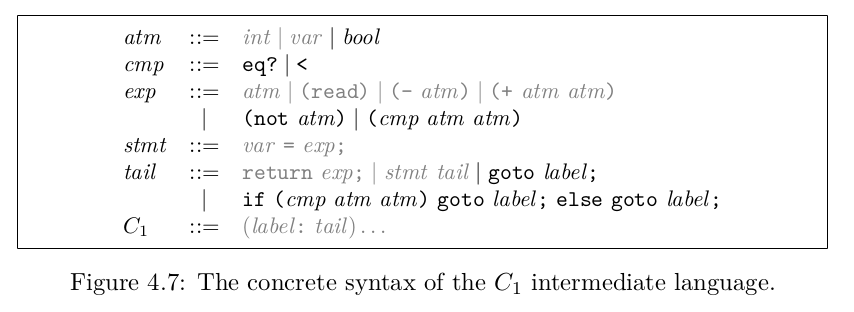 atm ::= int | var | bool
cmp ::= eq? | <
exp ::= atm | (read) | (- atm) | (+ atm atm)
| (not atm) | (cmp atm atm)
stmt ::= var = exp;
tail ::= return exp; | stmt tail | goto label;
| if (cmp atm atm) goto label; else goto label;
C₁ ::= (label: tail)...
Figure 4.7: The concrete syntax of the C₁ intermediate language.